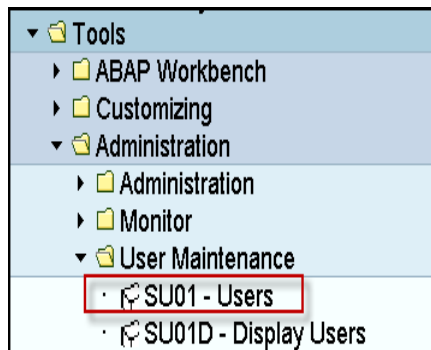 Tools
ABAP Workbench
Customizing
Administration
Administration
Monitor
User Maintenance
SU01 - Users
SU01D - Display Users